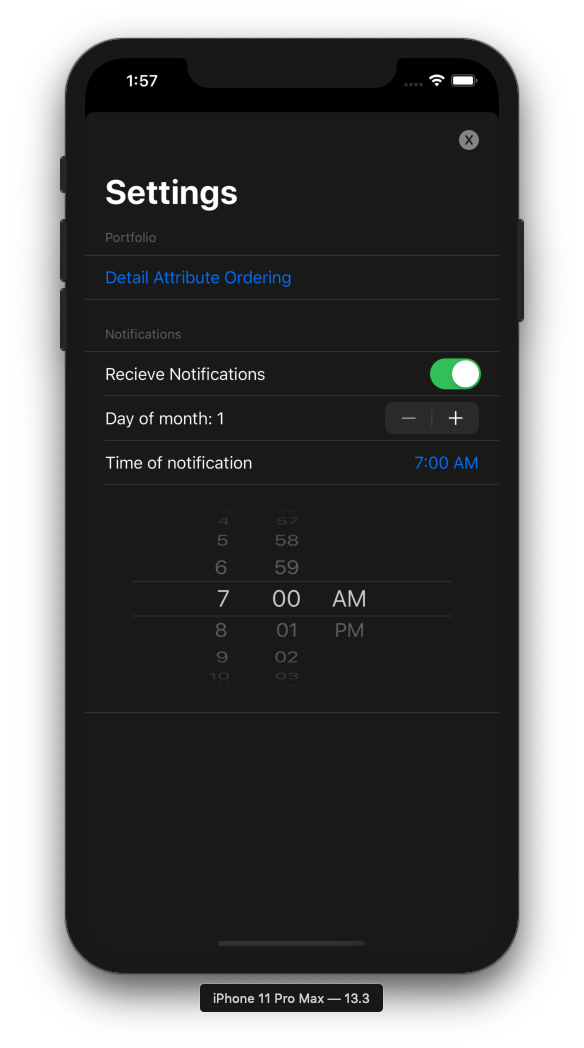 1:57
X
Settings
Portfolio
Detail Attribute Ordering
Notifications
Recieve Notifications
Day of month: 1
− +
Time of notification 7:00 AM
4 57
5 58
6 59
7 00 AM
8 01 PM
9 02
10 03
iPhone 11 Pro Max — 13.3